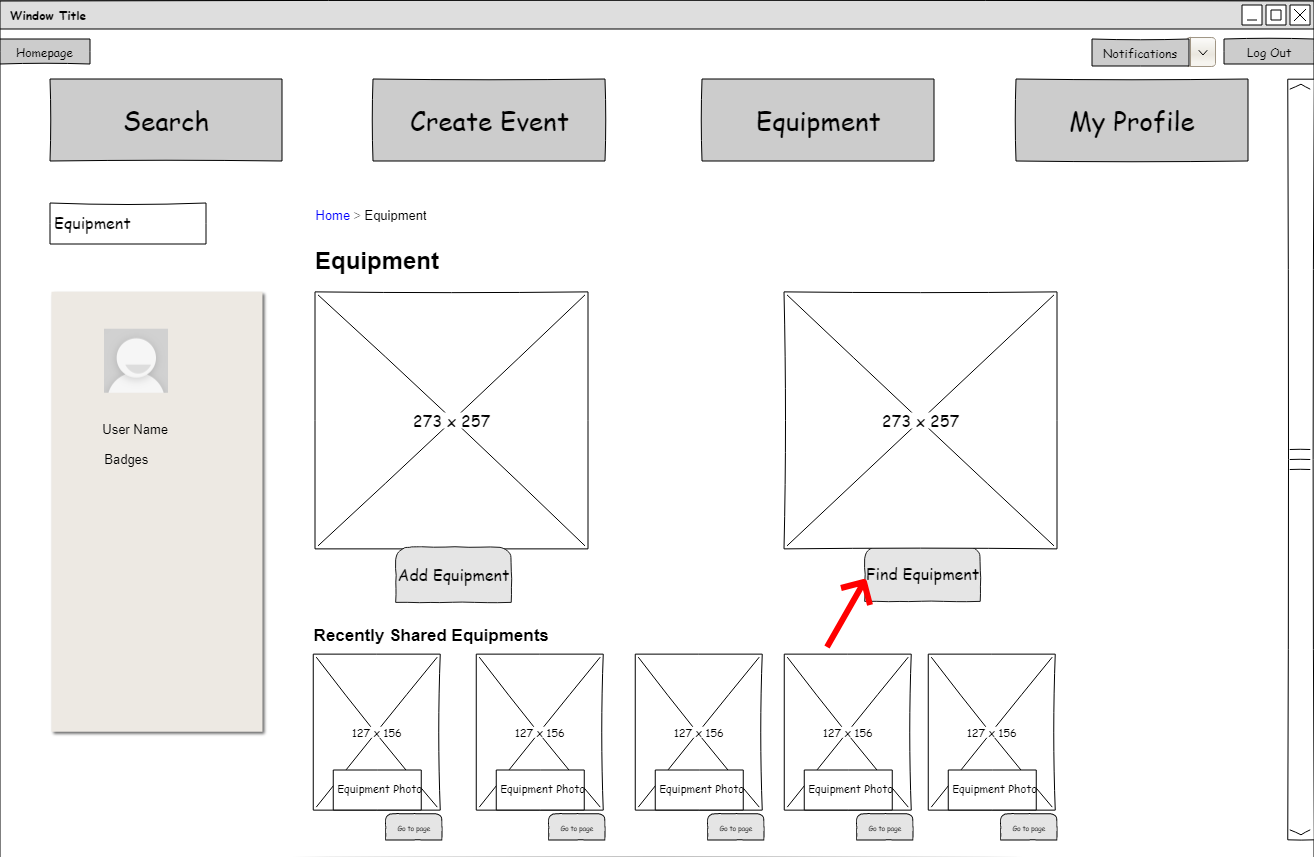 Window Title
Homepage
Notifications
Log Out
Search
Create Event
Equipment
My Profile
Equipment
Home > Equipment
Equipment
User Name
Badges
273 x 257
273 x 257
Add Equipment
Find Equipment
Recently Shared Equipments
127 x 156
127 x 156
127 x 156
127 x 156
127 x 156
Equipment Photo
Equipment Photo
Equipment Photo
Equipment Photo
Equipment Photo
Go to page
Go to page
Go to page
Go to page
Go to page